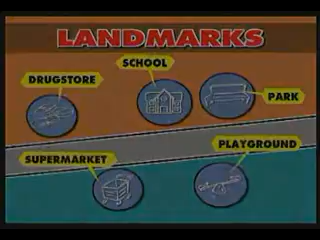 LANDMARKS
SCHOOL
DRUGSTORE
PARK
PLAYGROUND
SUPERMARKET